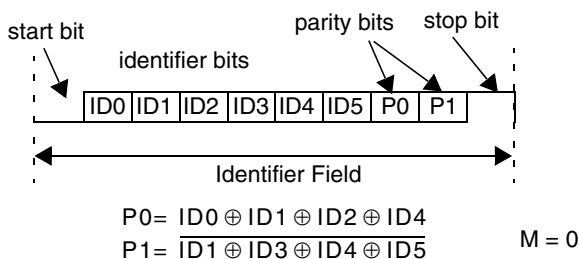 start bit
identifier bits
parity bits
stop bit
ID0 ID1 ID2 ID3 ID4 ID5 P0 P1
Identifier Field
P0= ID0 ⊕ ID1 ⊕ ID2 ⊕ ID4
P1= \overline{ID1 ⊕ ID3 ⊕ ID4 ⊕ ID5}
M = 0